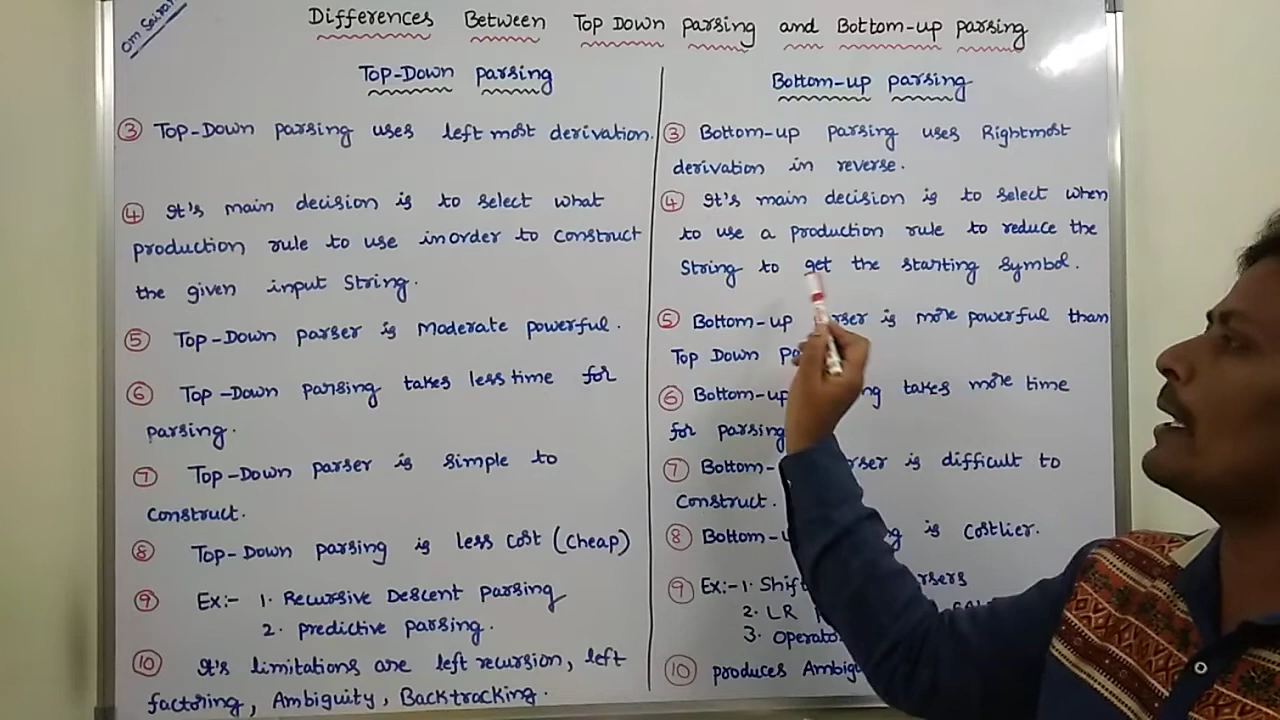 Om Sairam
Differences Between Top Down parsing and Bottom-up parsing
Top-Down parsing
③ Top-Down parsing uses left most derivation.
④ It's main decision is to select what
production rule to use inorder to construct
the given input String.
⑤ Top-Down parser is Moderate powerful.
⑥ Top-Down parsing takes less time for
parsing.
⑦ Top-Down parser is simple to
construct.
⑧ Top-Down parsing is less cost (cheap)
⑨ Ex:- 1. Recursive Descent parsing
2. predictive parsing.
⑩ It's limitations are left recursion, left
factoring, Ambiguity, Backtracking.
Bottom-up parsing
③ Bottom-up parsing uses Rightmost
derivation in reverse.
④ It's main decision is to select when
to use a production rule to reduce the
String to get the starting symbol.
⑤ Bottom-up is more powerful than
Top Down
⑥ Bottom-up takes more time
for parsing
⑦ Bottom- is difficult to
construct.
⑧ Bottom- is costlier.
⑨ Ex:- 1. Shift
2. LR
3.
⑩ produces